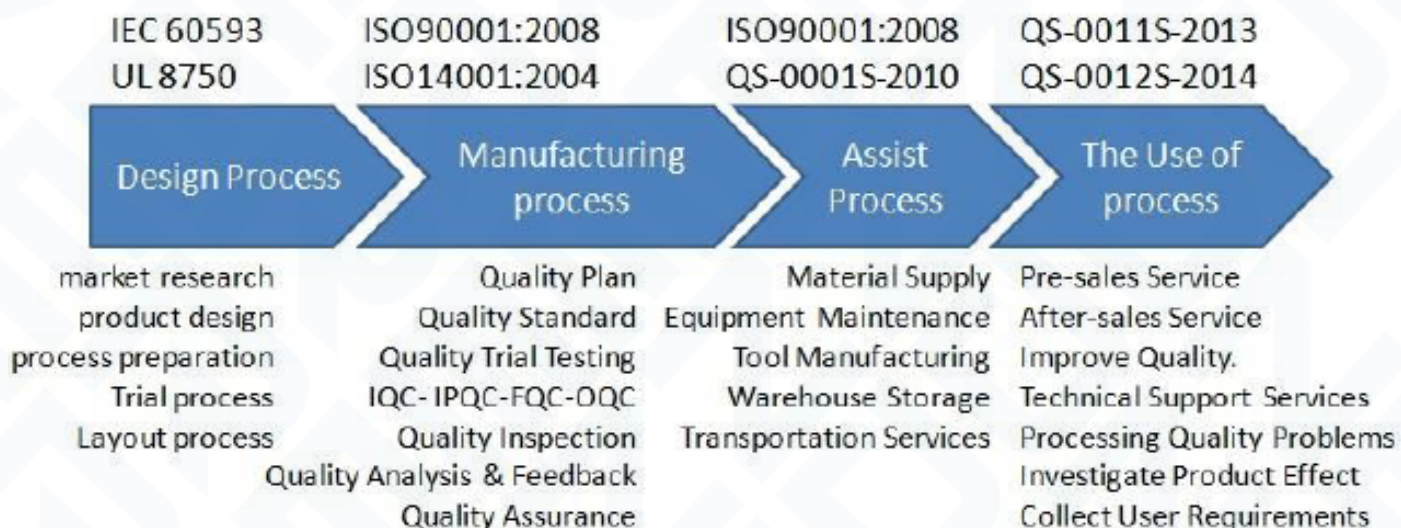 IEC 60593
UL 8750
ISO90001:2008
ISO14001:2004
ISO90001:2008
QS-0001S-2010
QS-0011S-2013
QS-0012S-2014
Design Process
Manufacturing
process
Assist
Process
The Use of
process
market research
product design
process preparation
Trial process
Layout process
Quality Plan
Quality Standard
Quality Trial Testing
IQC- IPQC-FQC-OQC
Quality Inspection
Quality Analysis & Feedback
Quality Assurance
Material Supply
Equipment Maintenance
Tool Manufacturing
Warehouse Storage
Transportation Services
Pre-sales Service
After-sales Service
Improve Quality.
Technical Support Services
Processing Quality Problems
Investigate Product Effect
Collect User Requirements